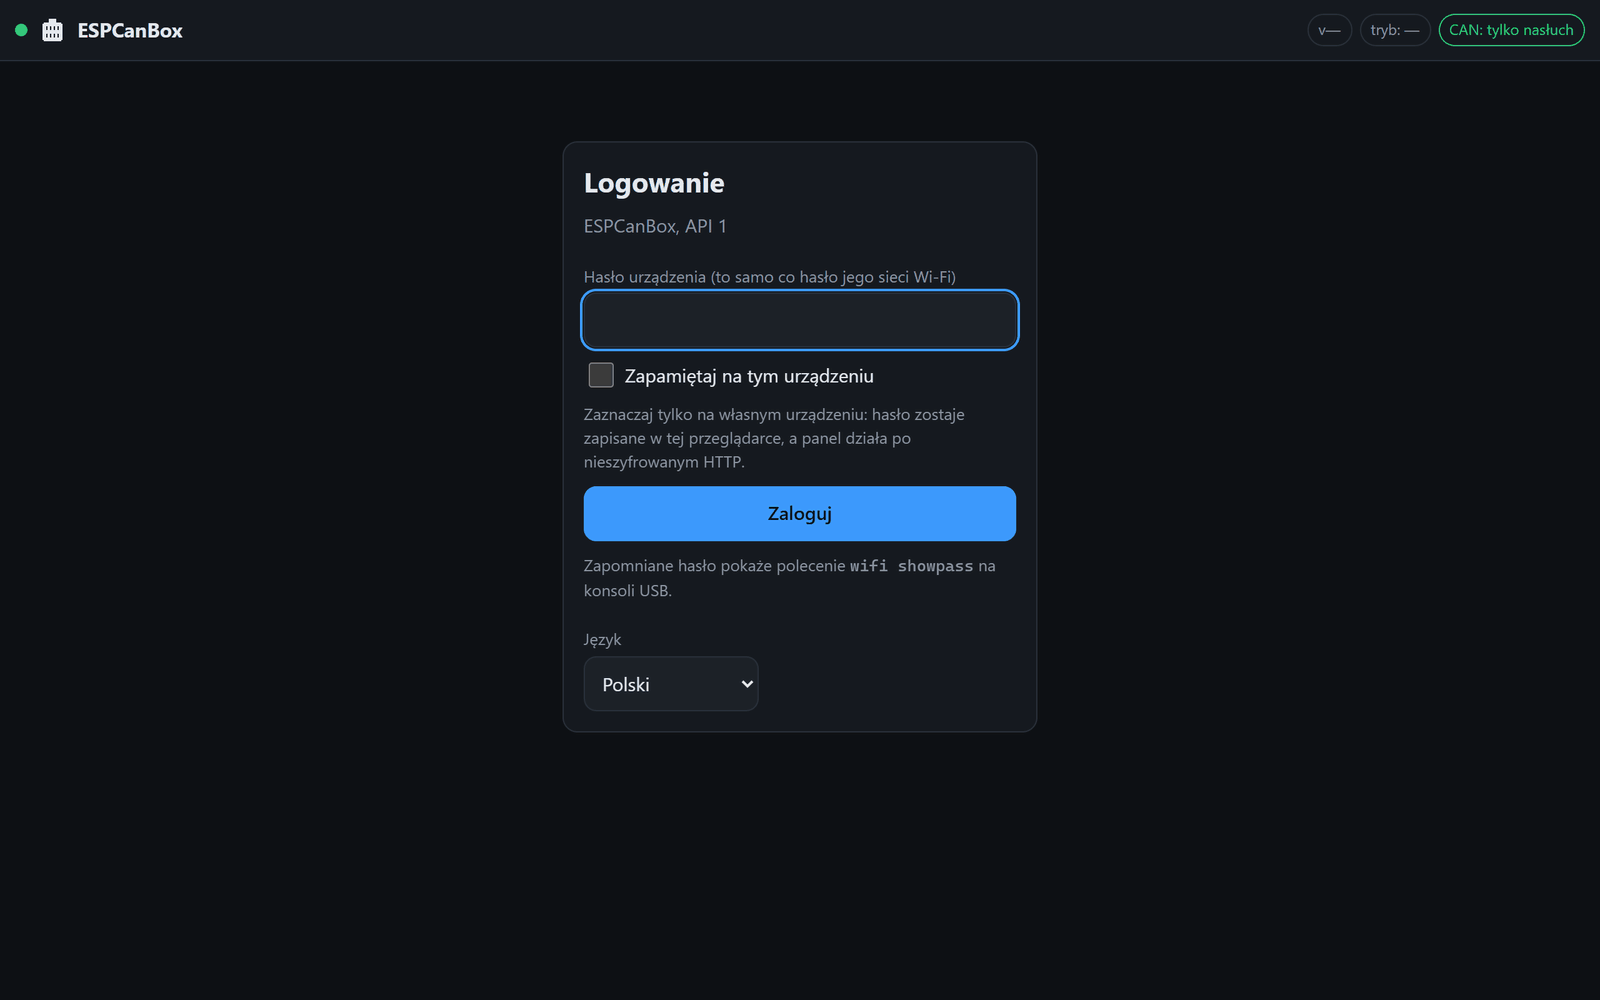 ESPCanBox
v—
tryb: —
CAN: tylko nasłuch
Logowanie
ESPCanBox, API 1
Hasło urządzenia (to samo co hasło jego sieci Wi-Fi)
Zapamiętaj na tym urządzeniu
Zaznaczaj tylko na własnym urządzeniu: hasło zostaje
zapisane w tej przeglądarce, a panel działa po
nieszyfrowanym HTTP.
Zaloguj
Zapomniane hasło pokaże polecenie wifi showpass na
konsoli USB.
Język
Polski